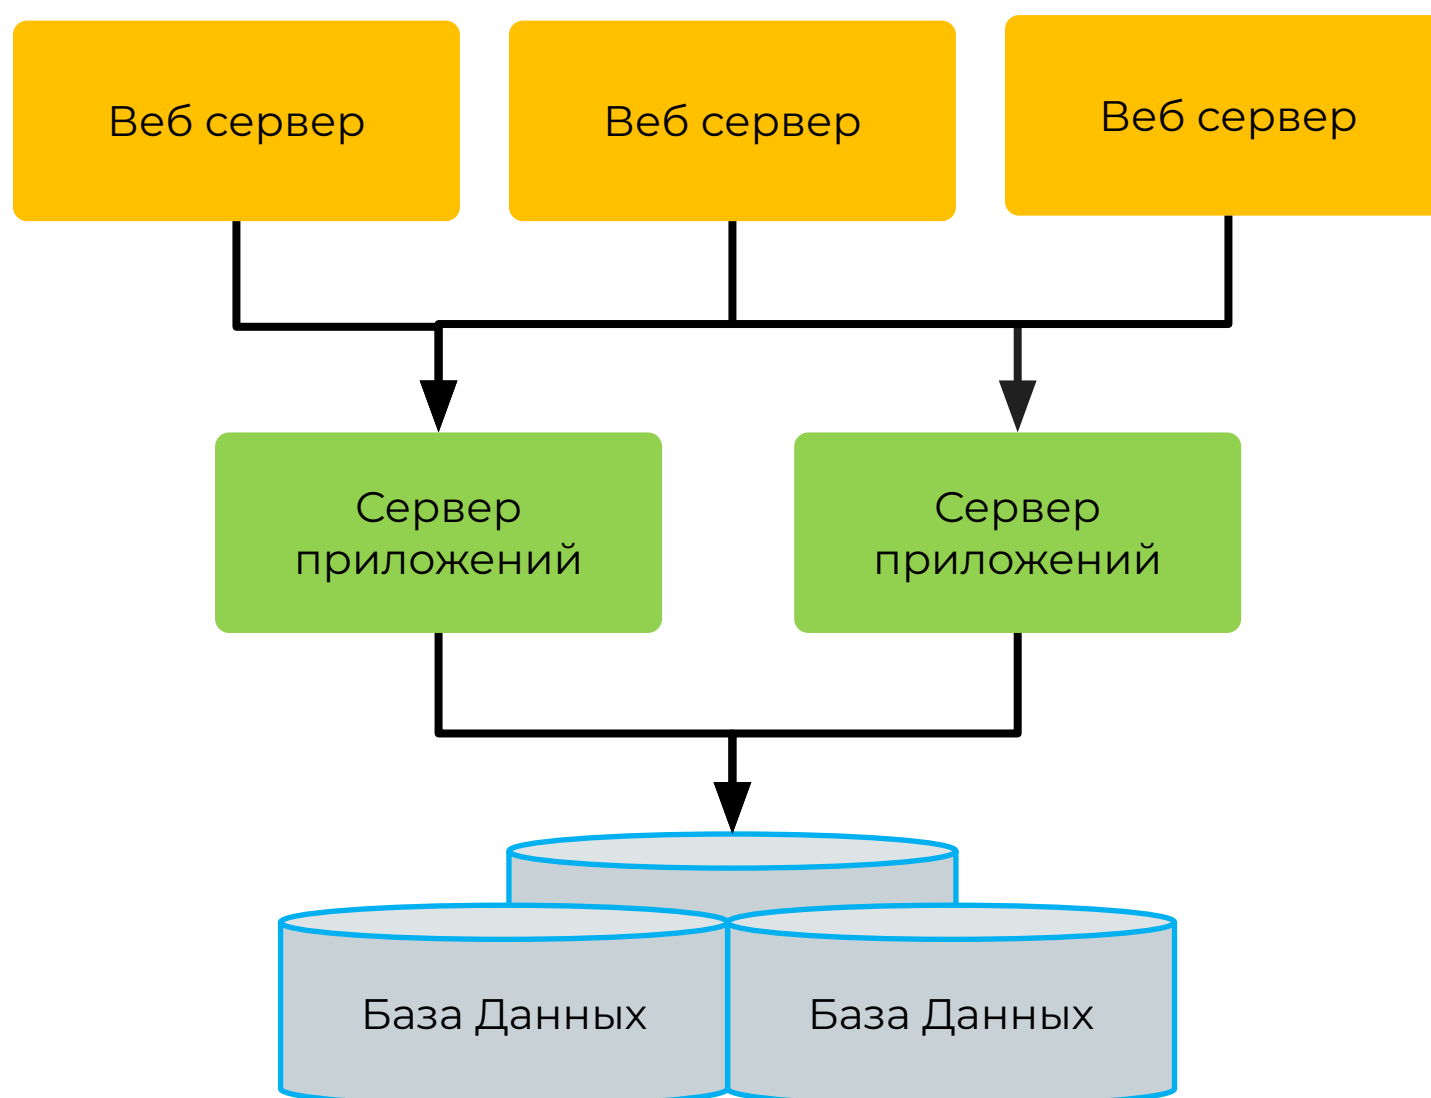 Веб сервер
Веб сервер
Веб сервер
Сервер
приложений
Сервер
приложений
База Данных
База Данных